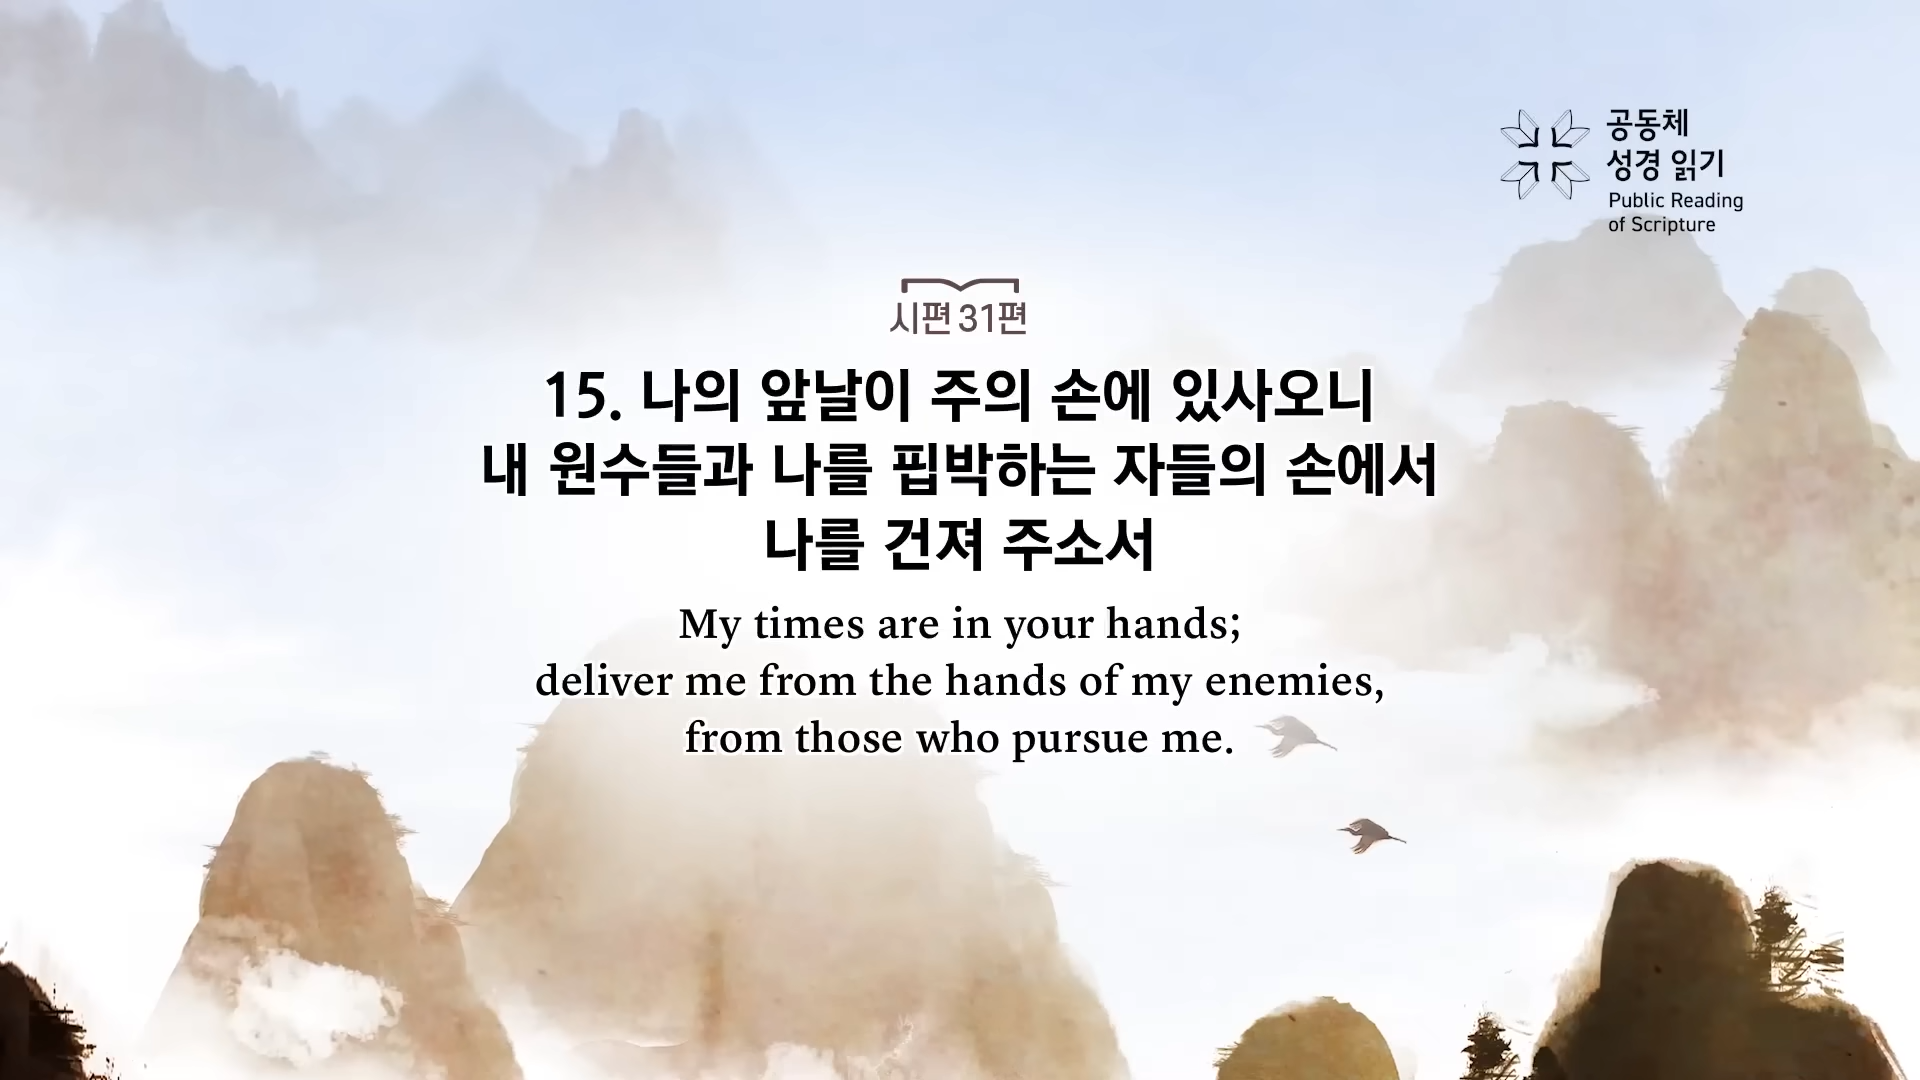 공동체
성경 읽기
Public Reading
of Scripture
시편 31편
15. 나의 앞날이 주의 손에 있사오니
내 원수들과 나를 핍박하는 자들의 손에서
나를 건져 주소서
My times are in your hands;
deliver me from the hands of my enemies,
from those who pursue me.